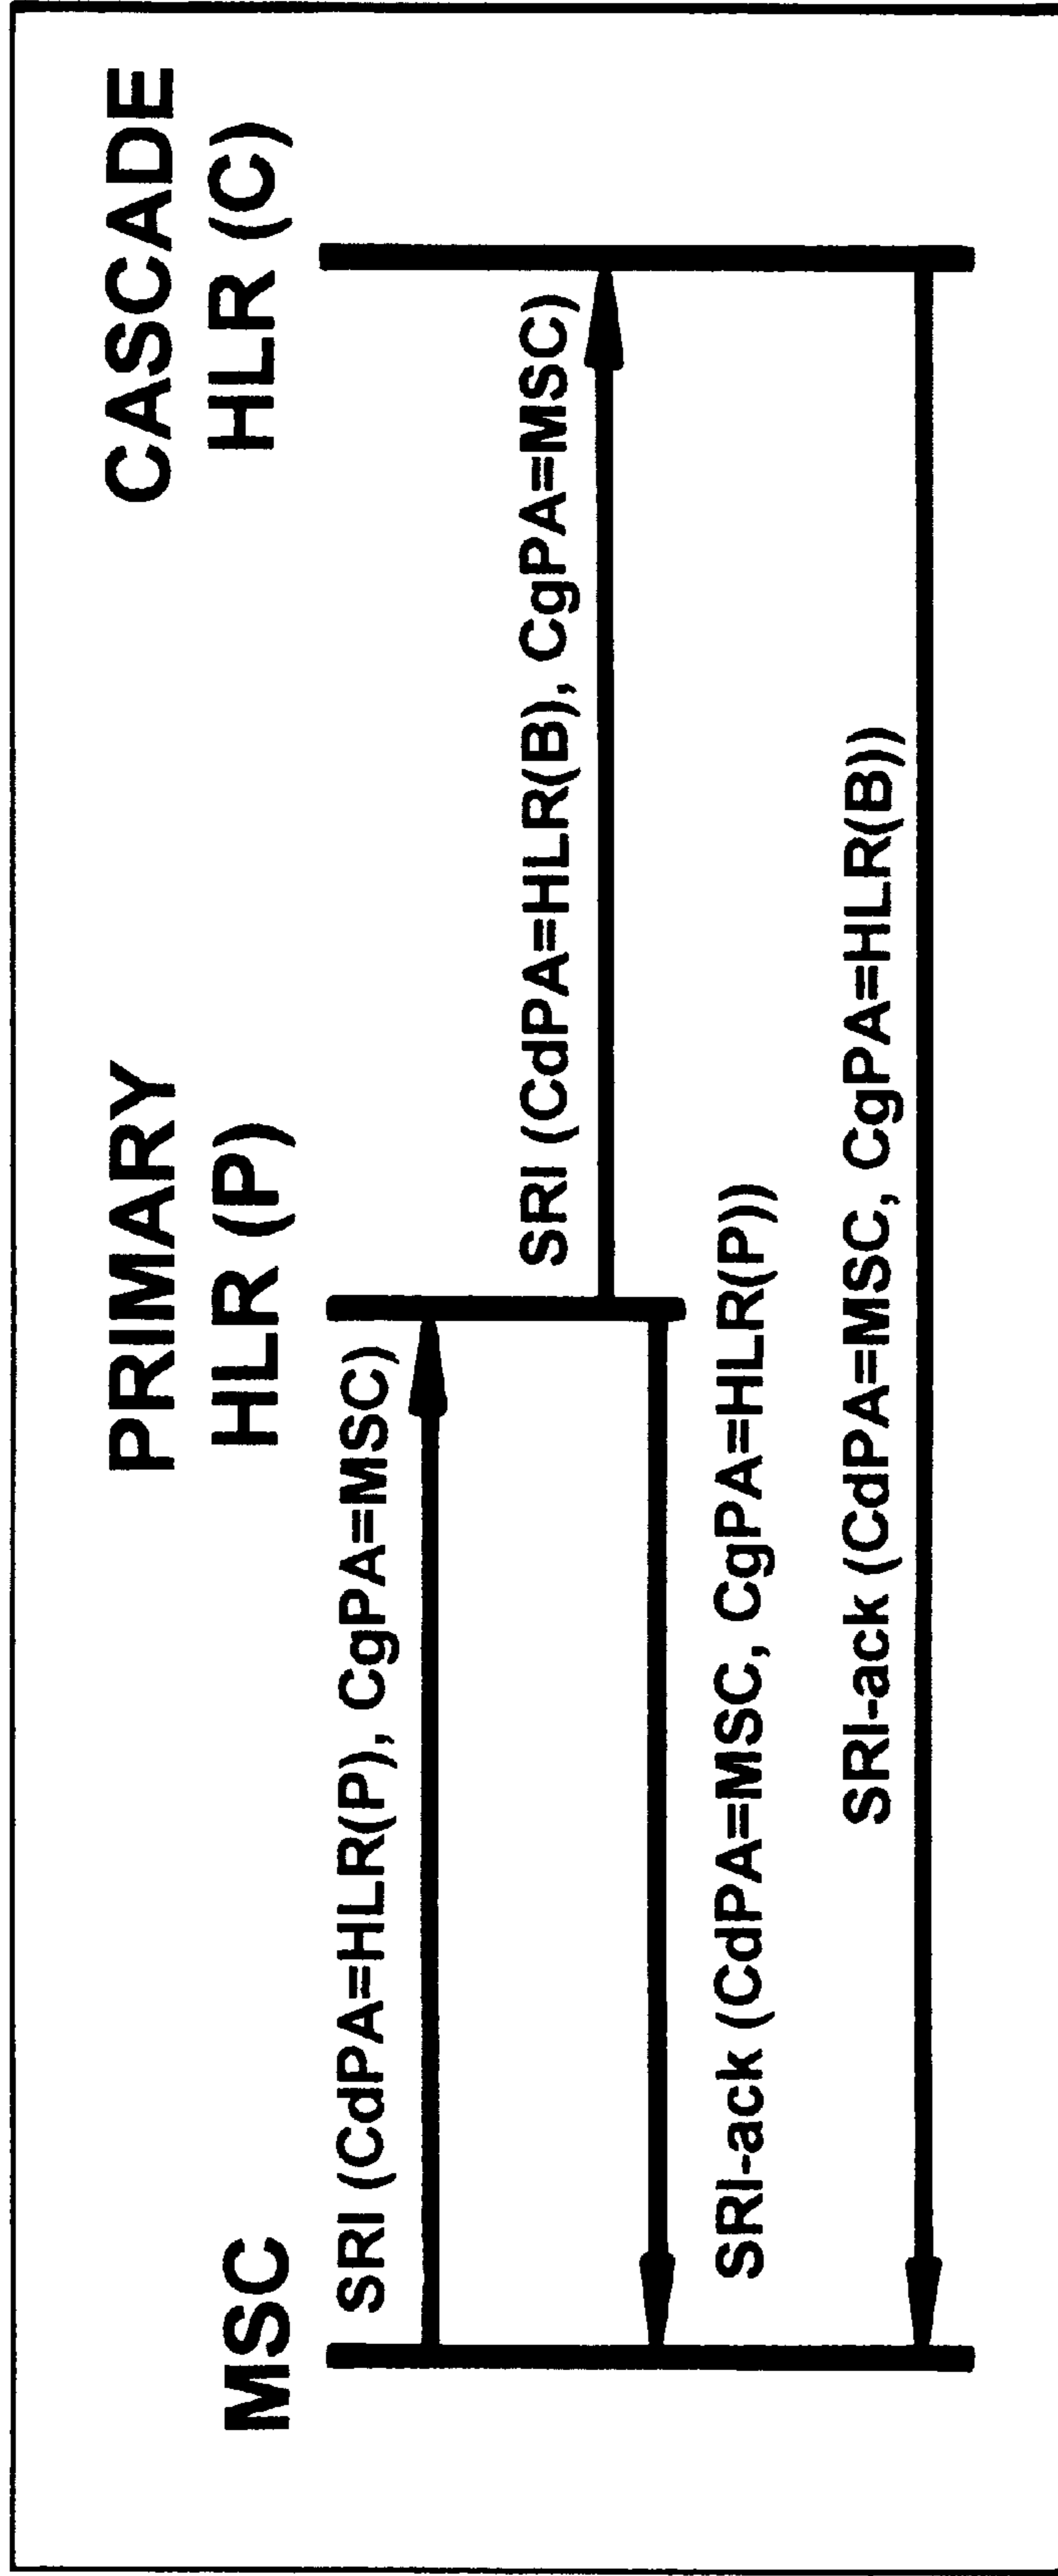 MSC
PRIMARY
HLR (P)
CASCADE
HLR (C)
SRI (CdPA=HLR(P), CgPA=MSC)
SRI (CdPA=HLR(B), CgPA=MSC)
SRI-ack (CdPA=MSC, CgPA=HLR(P))
SRI-ack (CdPA=MSC, CgPA=HLR(B))